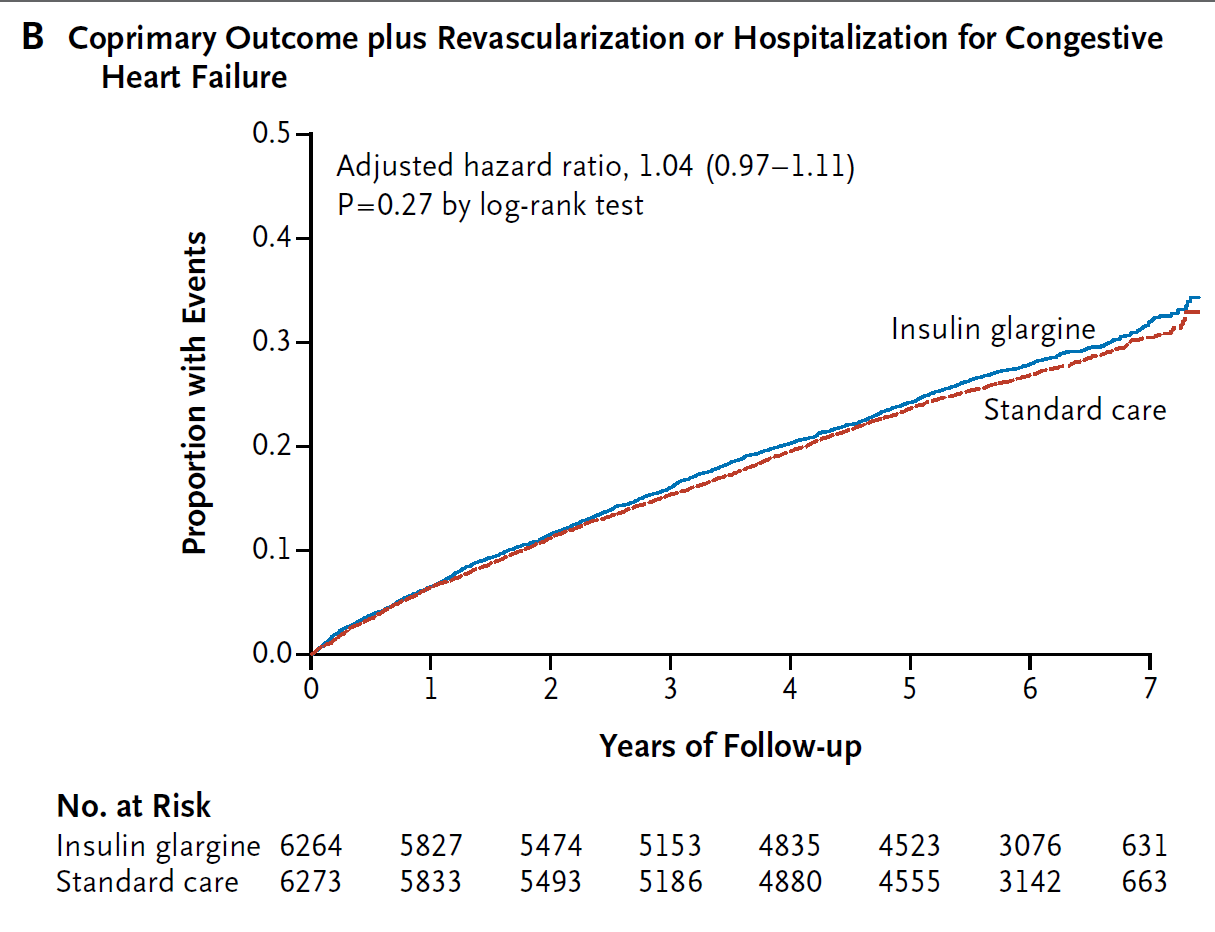 B Coprimary Outcome plus Revascularization or Hospitalization for Congestive
Heart Failure
0.5
Adjusted hazard ratio, 1.04 (0.97–1.11)
P=0.27 by log-rank test
0.4
0.3
0.2
0.1
0.0
Proportion with Events
Insulin glargine
Standard care
0 1 2 3 4 5 6 7
Years of Follow-up
No. at Risk
Insulin glargine 6264 5827 5474 5153 4835 4523 3076 631
Standard care 6273 5833 5493 5186 4880 4555 3142 663